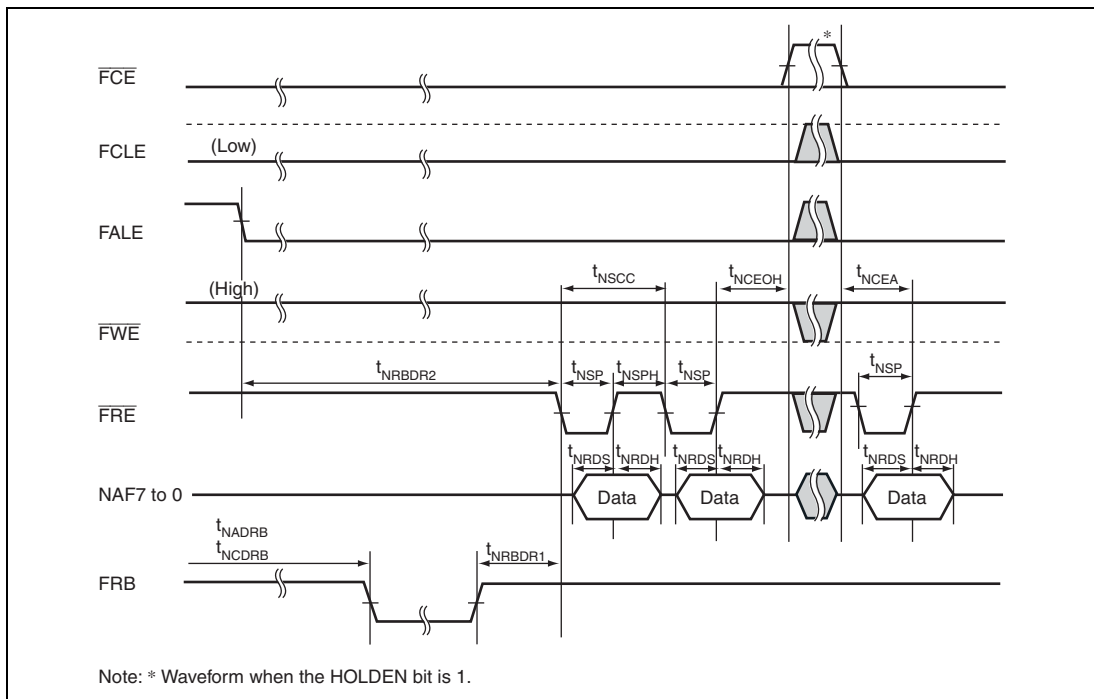 *
FCE
FCLE (Low)
FALE
(High) tNSCC tNCEOH tNCEA
FWE
tNRBDR2 tNSP tNSPH tNSP tNSP
FRE
tNRDS tNRDH tNRDS tNRDH tNRDS tNRDH
NAF7 to 0 Data Data Data
tNADRB
tNCDRB tNRBDR1
FRB
Note: * Waveform when the HOLDEN bit is 1.